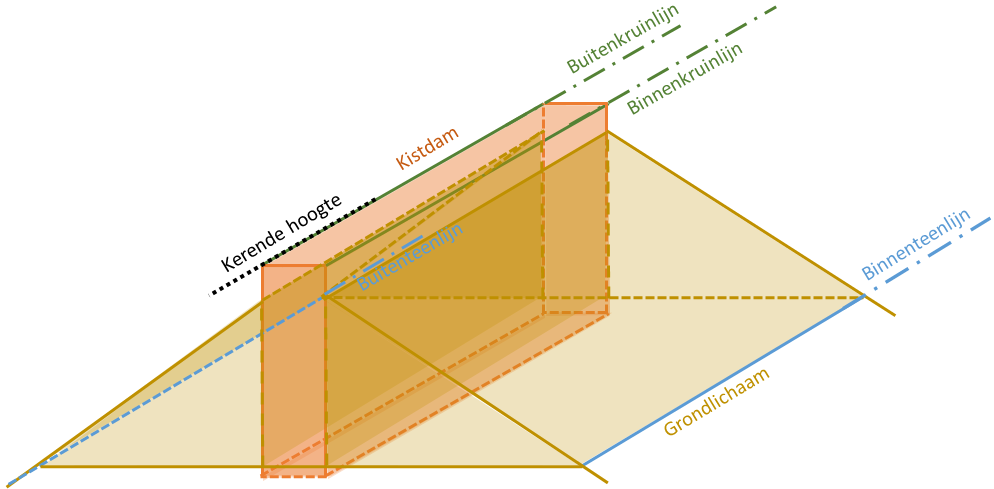 Buitenkruinlijn
Binnenkruinlijn
Kistdam
Kerende hoogte
Buitenteenlijn
Binnenteenlijn
Grondlichaam